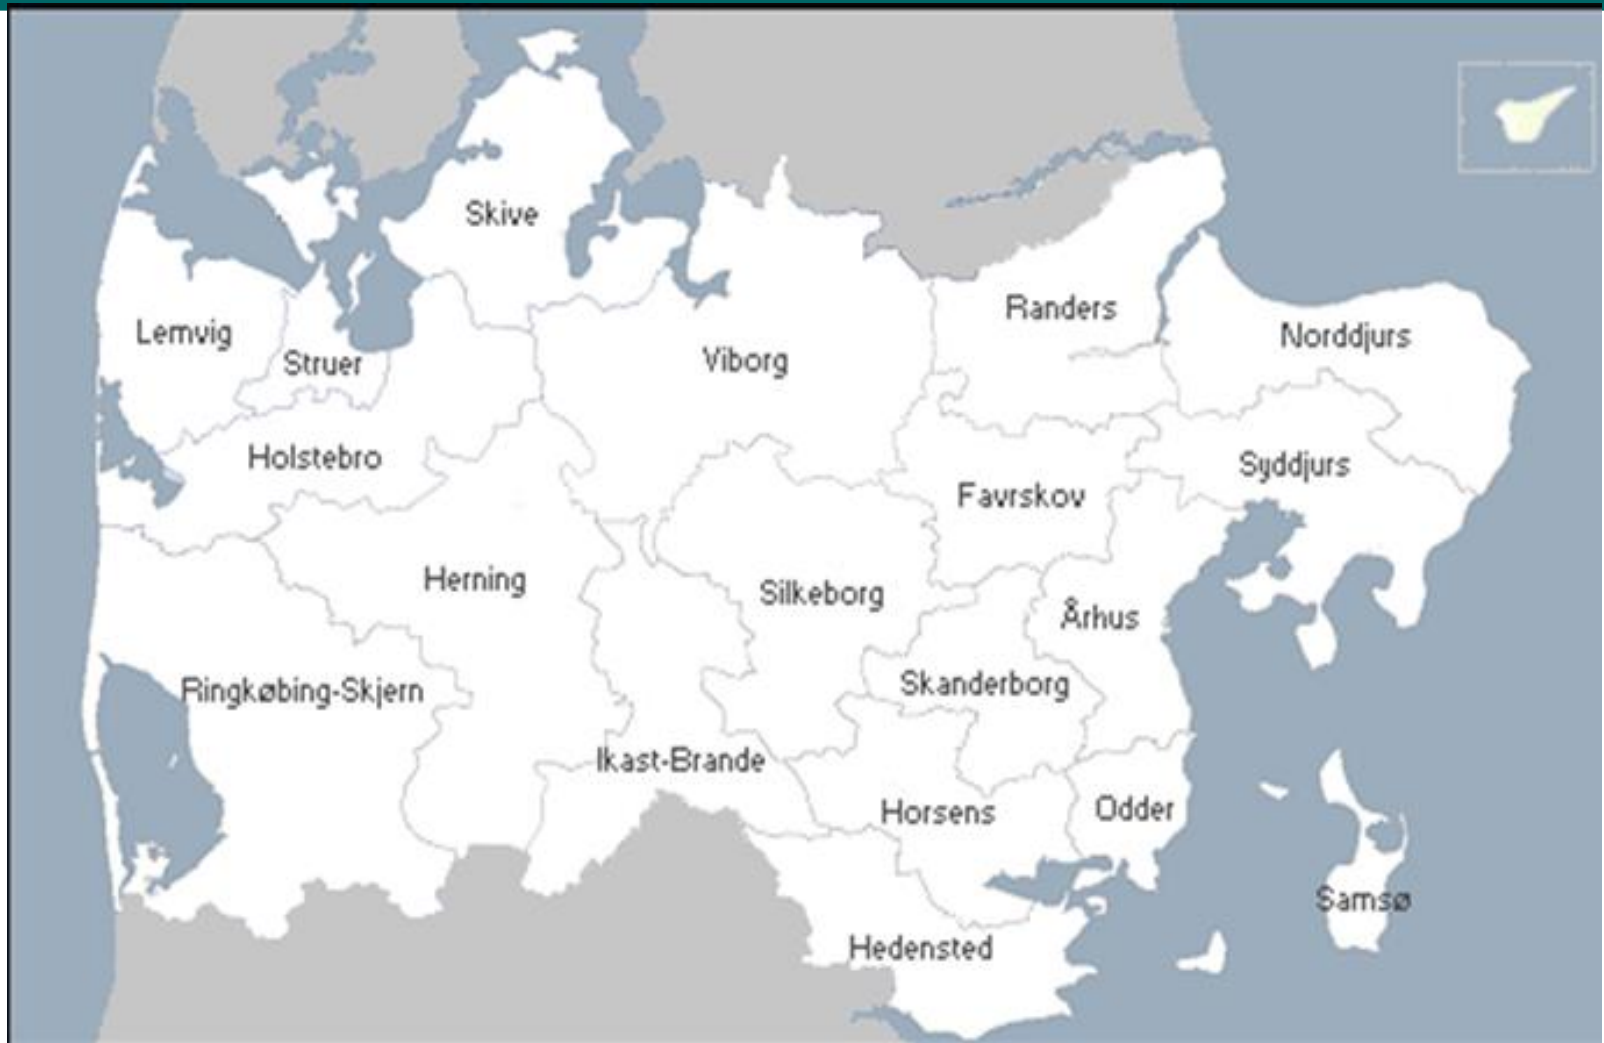 Skive
Randers
Lemvig
Norddjurs
Struer
Viborg
Holstebro
Syddjurs
Favrskov
Herning
Silkeborg
Århus
Ringkøbing-Skjern
Skanderborg
Ikast-Brande
Horsens
Odder
Samsø
Hedensted